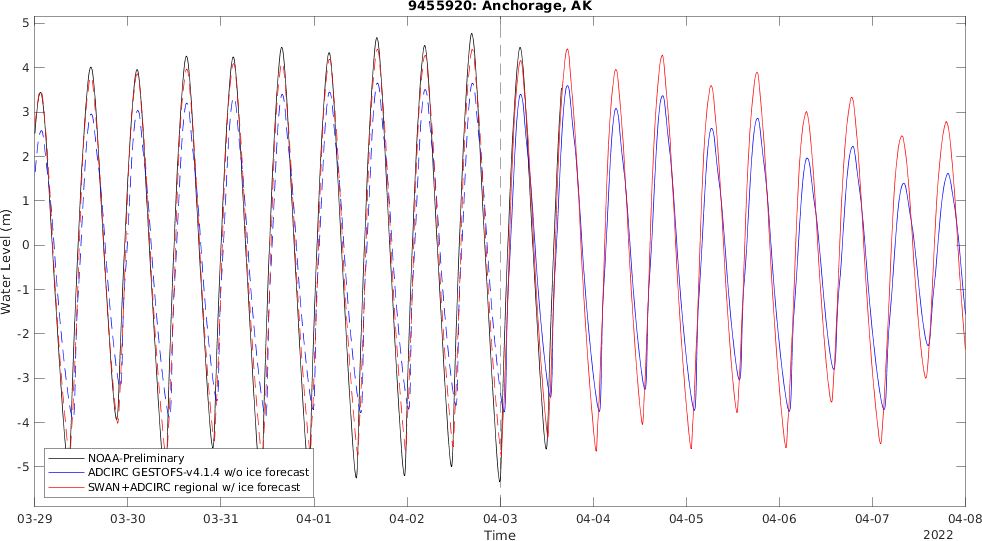 9455920: Anchorage, AK
5
4
3
2
1
0
-1
-2
-3
-4
-5
Water Level (m)
NOAA-Preliminary
ADCIRC GESTOFS-v4.1.4 w/o ice forecast
SWAN+ADCIRC regional w/ ice forecast
03-29 03-30 03-31 04-01 04-02 04-03 04-04 04-05 04-06 04-07 04-08
Time
2022